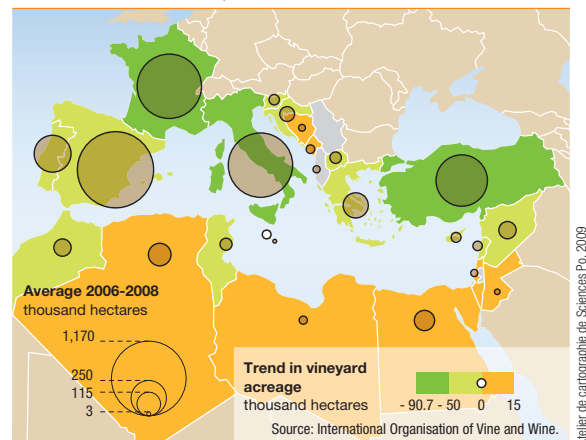 Average 2006-2008
thousand hectares
1,170
250
115
3
Trend in vineyard
acreage
thousand hectares
- 90.7 - 50 0 15
Source: International Organisation of Vine and Wine.
de cartographie de Sciences Po, 2009